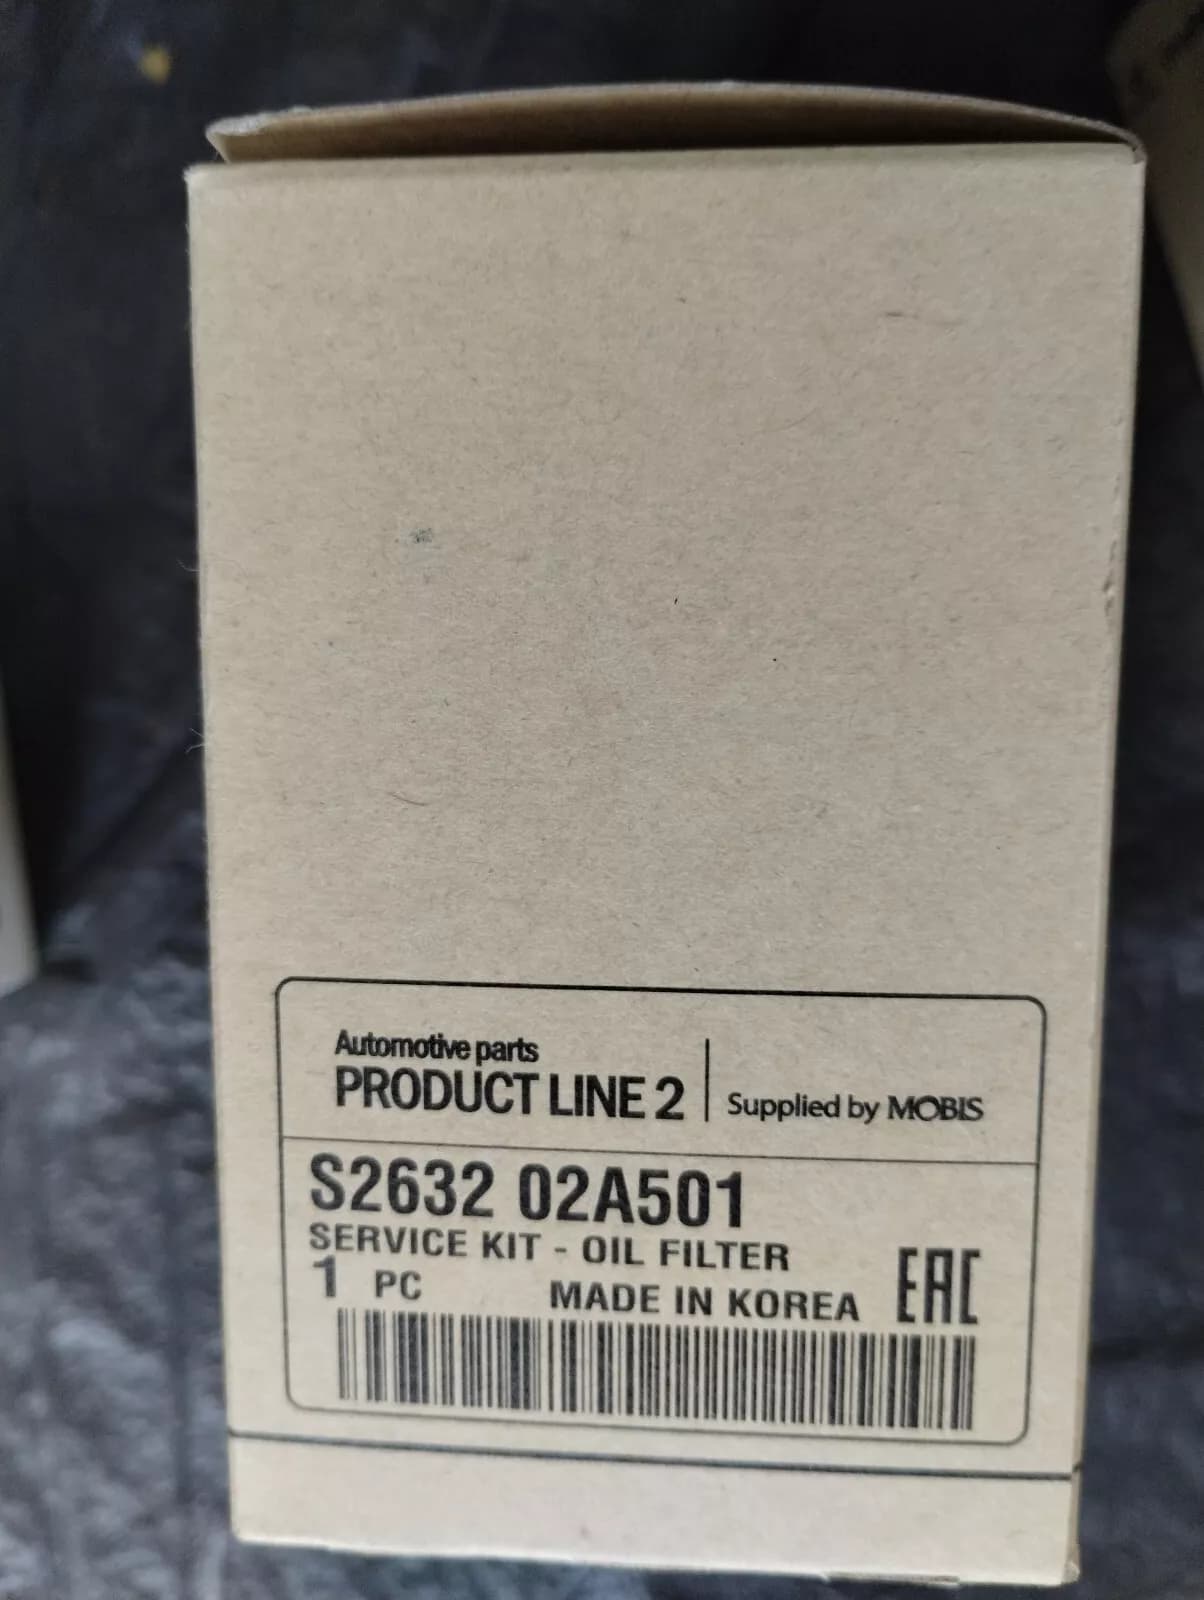 Automotive parts
PRODUCT LINE 2
Supplied by MOBIS
S2632 02A501
SERVICE KIT - OIL FILTER
1 PC MADE IN KOREA EAC